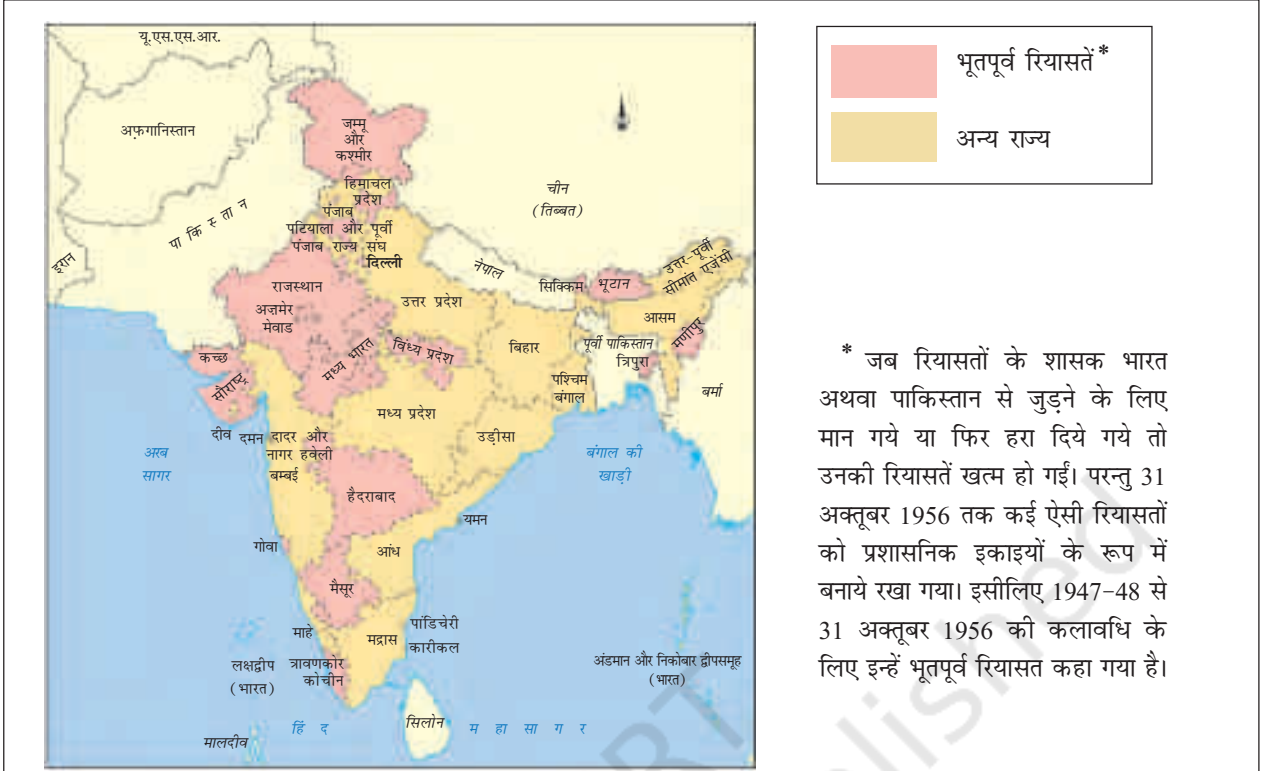 यू.एस.एस.आर.
अफ़गानिस्तान
जम्मू
और
कश्मीर
हिमाचल
प्रदेश
चीन
(तिब्बत)
पाकिस्तान
पंजाब
पटियाला और पूर्वी
पंजाब राज्य संघ
दिल्ली
इरान
नेपाल
सिक्किम
भूटान
उत्तर-पूर्वी
सीमांत एजेंसी
राजस्थान
अजमेर
मेवाड
उत्तर प्रदेश
आसम
मणीपुर
बिहार
पूर्वी पाकिस्तान
त्रिपुरा
कच्छ
मध्य भारत
विंध्य प्रदेश
सौराष्ट्र
पश्चिम
बंगाल
बर्मा
मध्य प्रदेश
उड़ीसा
दीव
दमन
दादर और
नागर हवेली
बम्बई
अरब
सागर
बंगाल की
खाड़ी
हैदराबाद
यमन
गोवा
आंध
मैसूर
माहे
मद्रास
पांडिचेरी
कारीकल
लक्षद्वीप
(भारत)
त्रावणकोर
कोचीन
अंडमान और निकोबार द्वीपसमूह
(भारत)
हिंद
महासागर
सिलोन
मालदीव
भूतपूर्व रियासतें*
अन्य राज्य
* जब रियासतों के शासक भारत
अथवा पाकिस्तान से जुड़ने के लिए
मान गये या फिर हरा दिये गये तो
उनकी रियासतें खत्म हो गईं। परन्तु 31
अक्तूबर 1956 तक कई ऐसी रियासतों
को प्रशासनिक इकाइयों के रूप में
बनाये रखा गया। इसीलिए 1947-48 से
31 अक्तूबर 1956 की कलावधि के
लिए इन्हें भूतपूर्व रियासत कहा गया है।